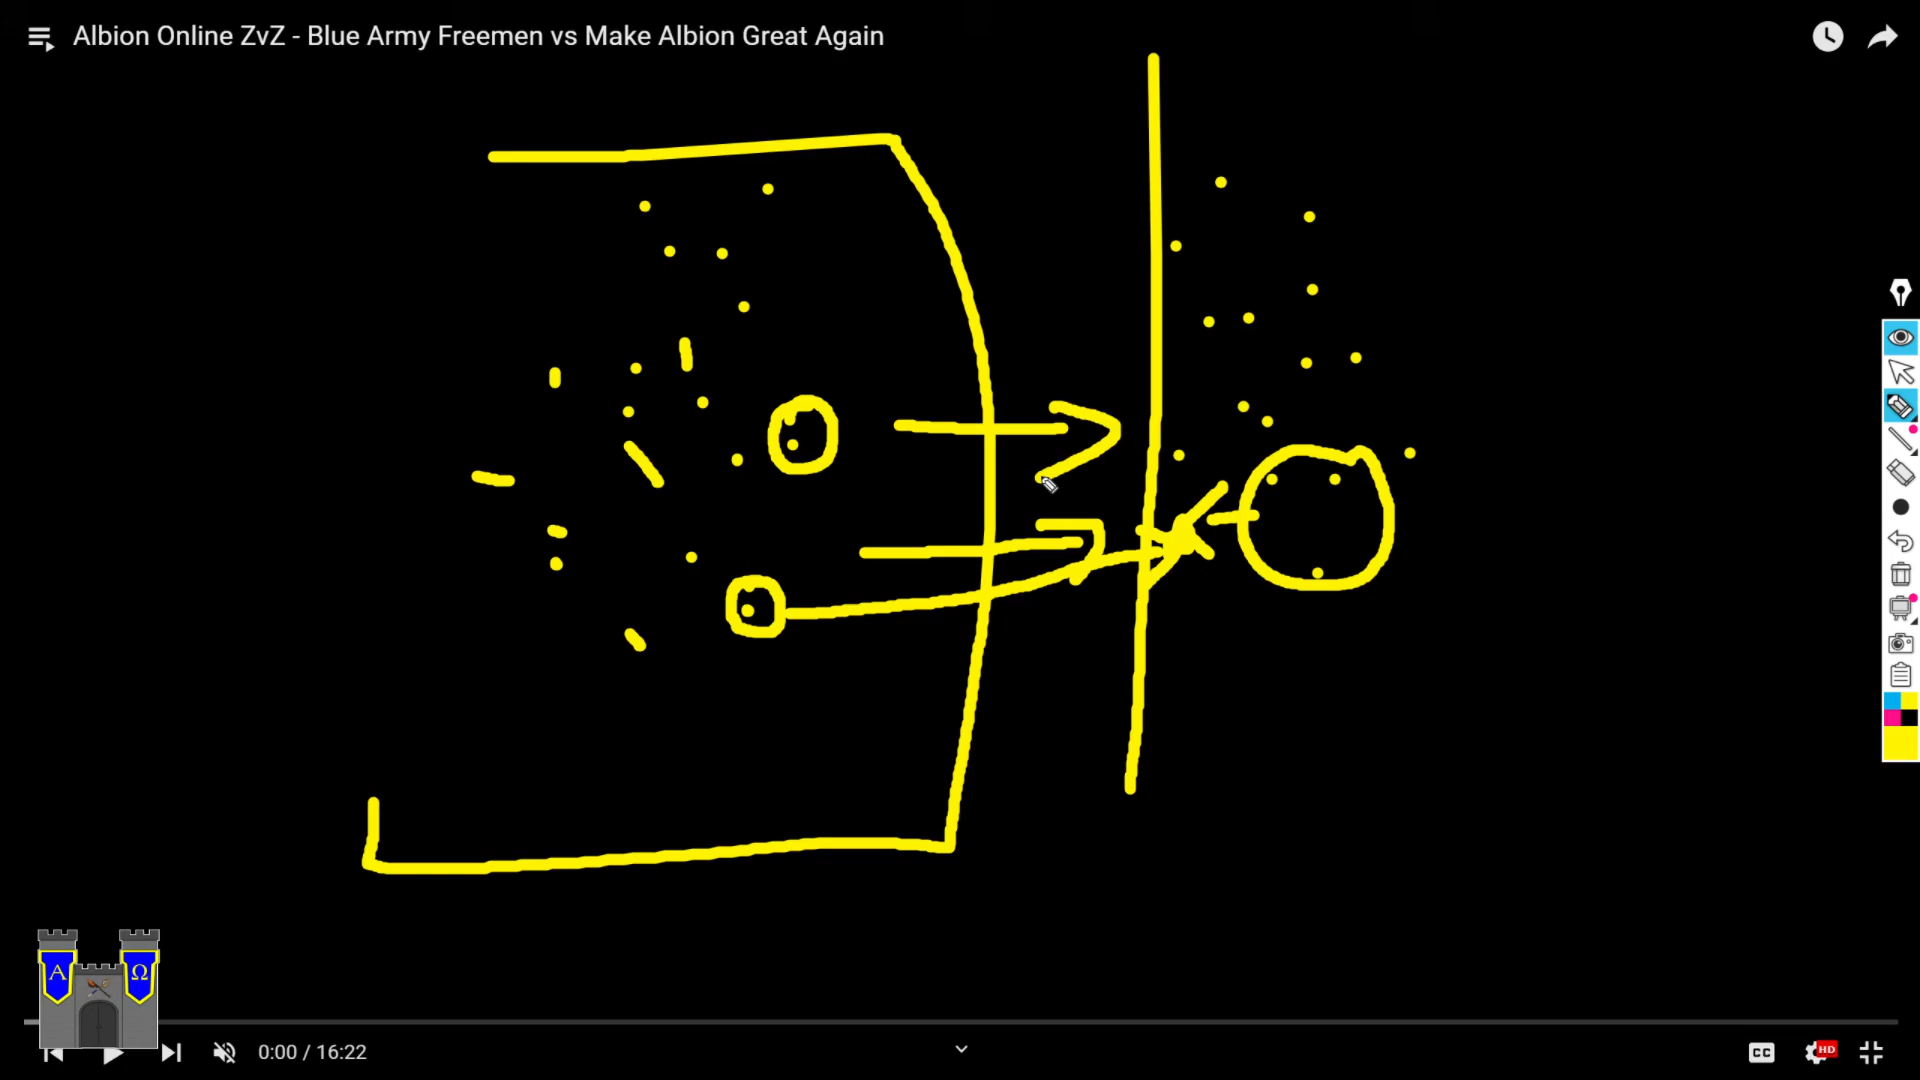 Albion Online ZvZ - Blue Army Freemen vs Make Albion Great Again
A Ω
0:00 / 16:22
CC
HD